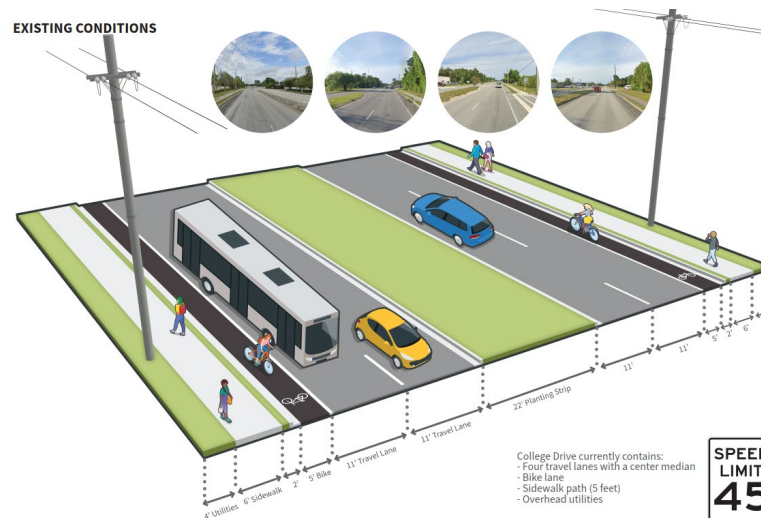 EXISTING CONDITIONS
4' Utilities
6' Sidewalk
2'
5' Bike
11' Travel Lane
11' Travel Lane
22' Planting Strip
11'
11'
5'
2'
6'
College Drive currently contains:
- Four travel lanes with a center median
- Bike lane
- Sidewalk path (5 feet)
- Overhead utilities
SPEED
LIMIT
45